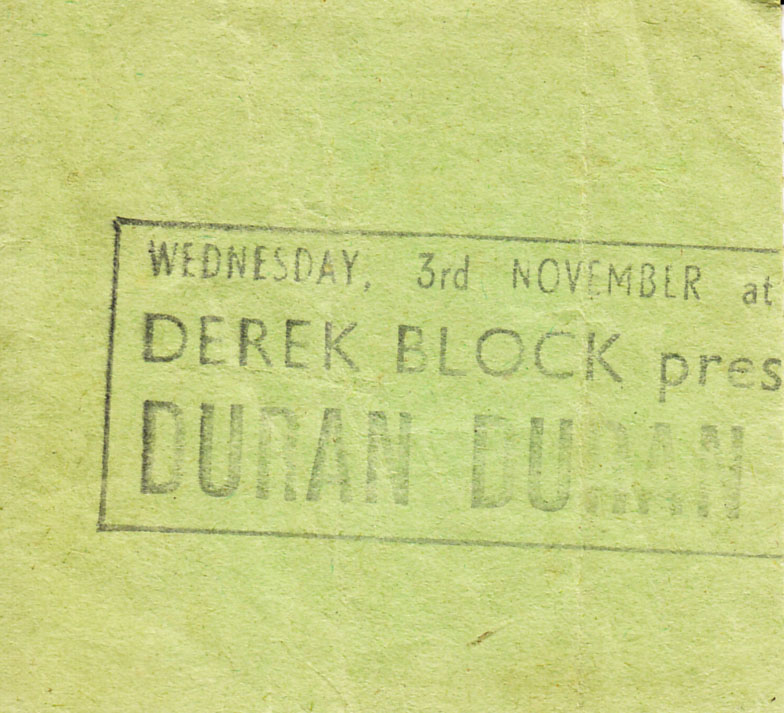 WEDNESDAY, 3rd NOVEMBER at
DEREK BLOCK pres
DURAN DURAN